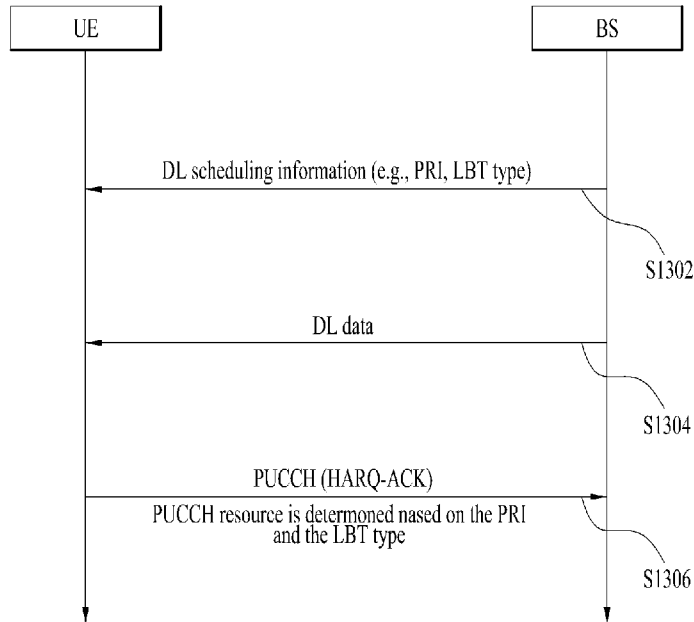 UE
BS
DL scheduling information (e.g., PRI, LBT type)
S1302
DL data
S1304
PUCCH (HARQ-ACK)
PUCCH resource is determoned nased on the PRI
and the LBT type
S1306